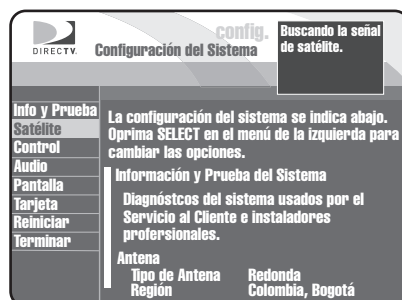 config.
Buscando la señal
de satélite.
DIRECTV.
Configuración del Sistema
Info y Prueba
Satélite
Control
Audio
Pantalla
Tarjeta
Reiniciar
Terminar
La configuración del sistema se indica abajo.
Oprima SELECT en el menú de la izquierda para
cambiar las opciones.
Información y Prueba del Sistema
Diagnóstcos del sistema usados por el
Servicio al Cliente e instaladores
profersionales.
Antena
Tipo de Antena Redonda
Región Colombia, Bogotá